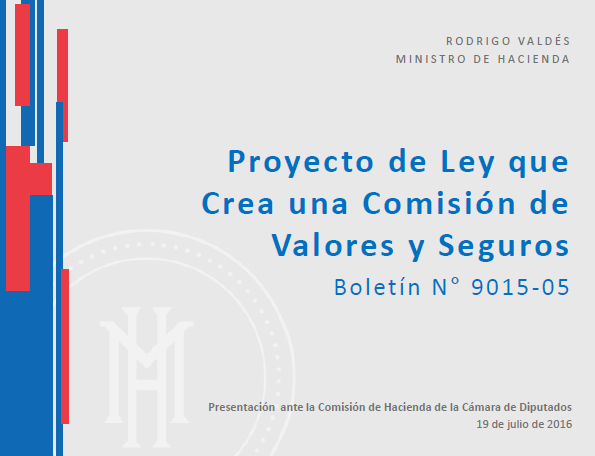 RODRIGO VALDÉS
MINISTRO DE HACIENDA
Proyecto de Ley que
Crea una Comisión de
Valores y Seguros
Boletín N° 9015-05
Presentación ante la Comisión de Hacienda de la Cámara de Diputados
19 de julio de 2016